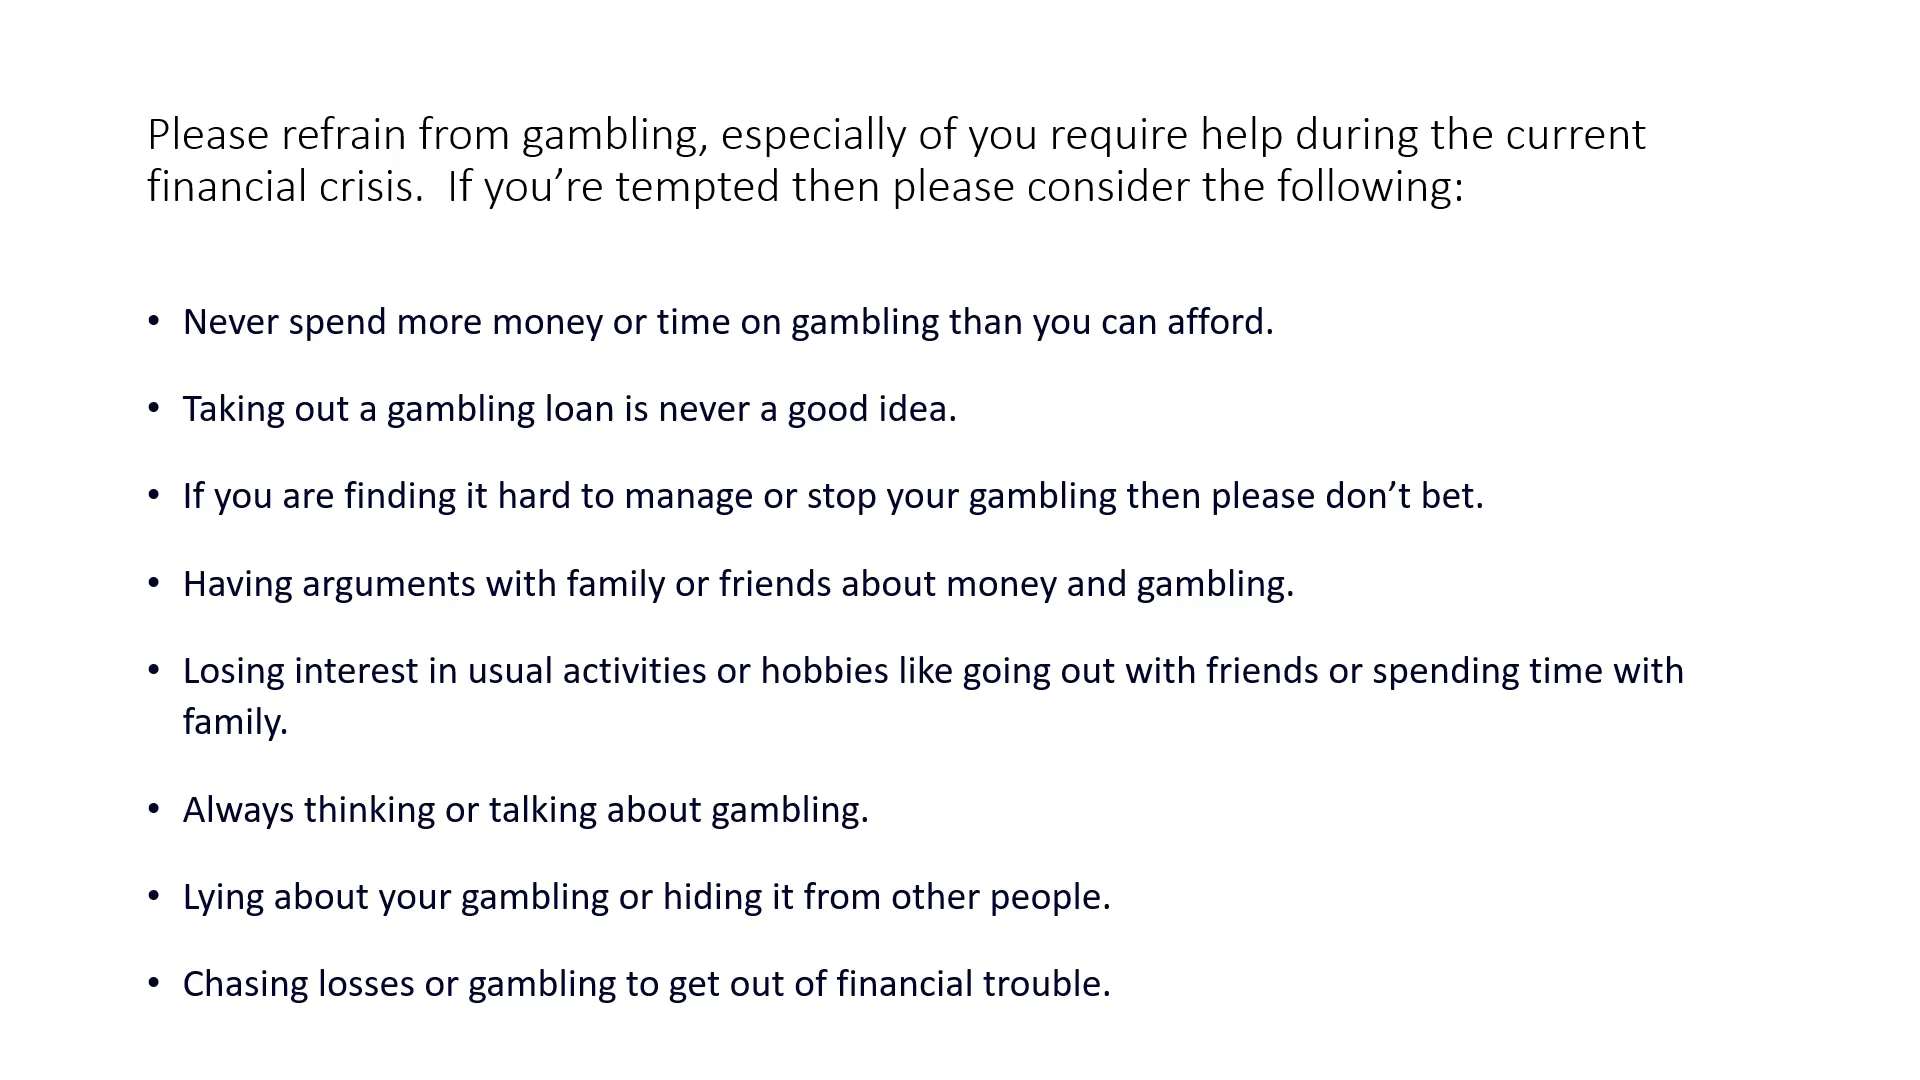 Please refrain from gambling, especially of you require help during the current
financial crisis.  If you’re tempted then please consider the following:
• Never spend more money or time on gambling than you can afford.
• Taking out a gambling loan is never a good idea.
• If you are finding it hard to manage or stop your gambling then please don’t bet.
• Having arguments with family or friends about money and gambling.
• Losing interest in usual activities or hobbies like going out with friends or spending time with
family.
• Always thinking or talking about gambling.
• Lying about your gambling or hiding it from other people.
• Chasing losses or gambling to get out of financial trouble.